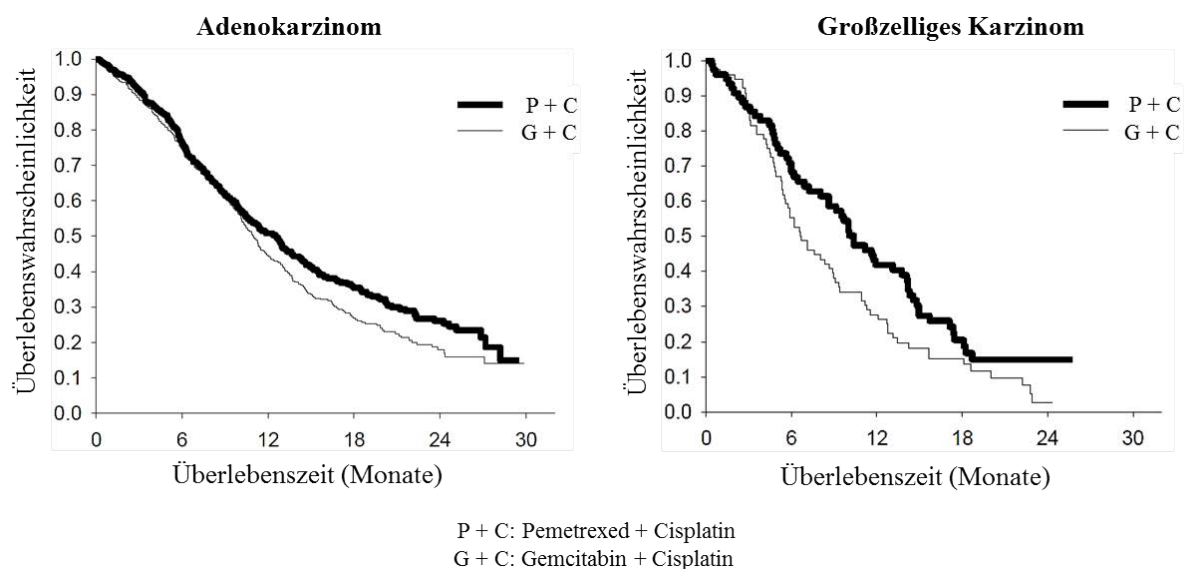 Adenokarzinom
Überlebenswahrscheinlichkeit
1.0
0.9
0.8
0.7
0.6
0.5
0.4
0.3
0.2
0.1
0.0
P + C
G + C
0 6 12 18 24 30
Überlebenszeit (Monate)
Großzelliges Karzinom
Überlebenswahrscheinlichkeit
1.0
0.9
0.8
0.7
0.6
0.5
0.4
0.3
0.2
0.1
0.0
P + C
G + C
0 6 12 18 24 30
Überlebenszeit (Monate)
P + C: Pemetrexed + Cisplatin
G + C: Gemcitabin + Cisplatin